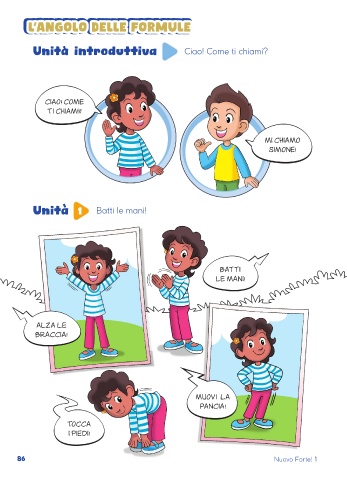 L'ANGOLO DELLE FORMULE
Unità introduttiva Ciao! Come ti chiami?
CIAO! COME
TI CHIAMI?
MI CHIAMO
SIMONE!
Unità 1 Batti le mani!
BATTI
LE MANI!
ALZA LE
BRACCIA!
MUOVI LA
PANCIA!
TOCCA
I PIEDI!
86
Nuovo Forte! 1